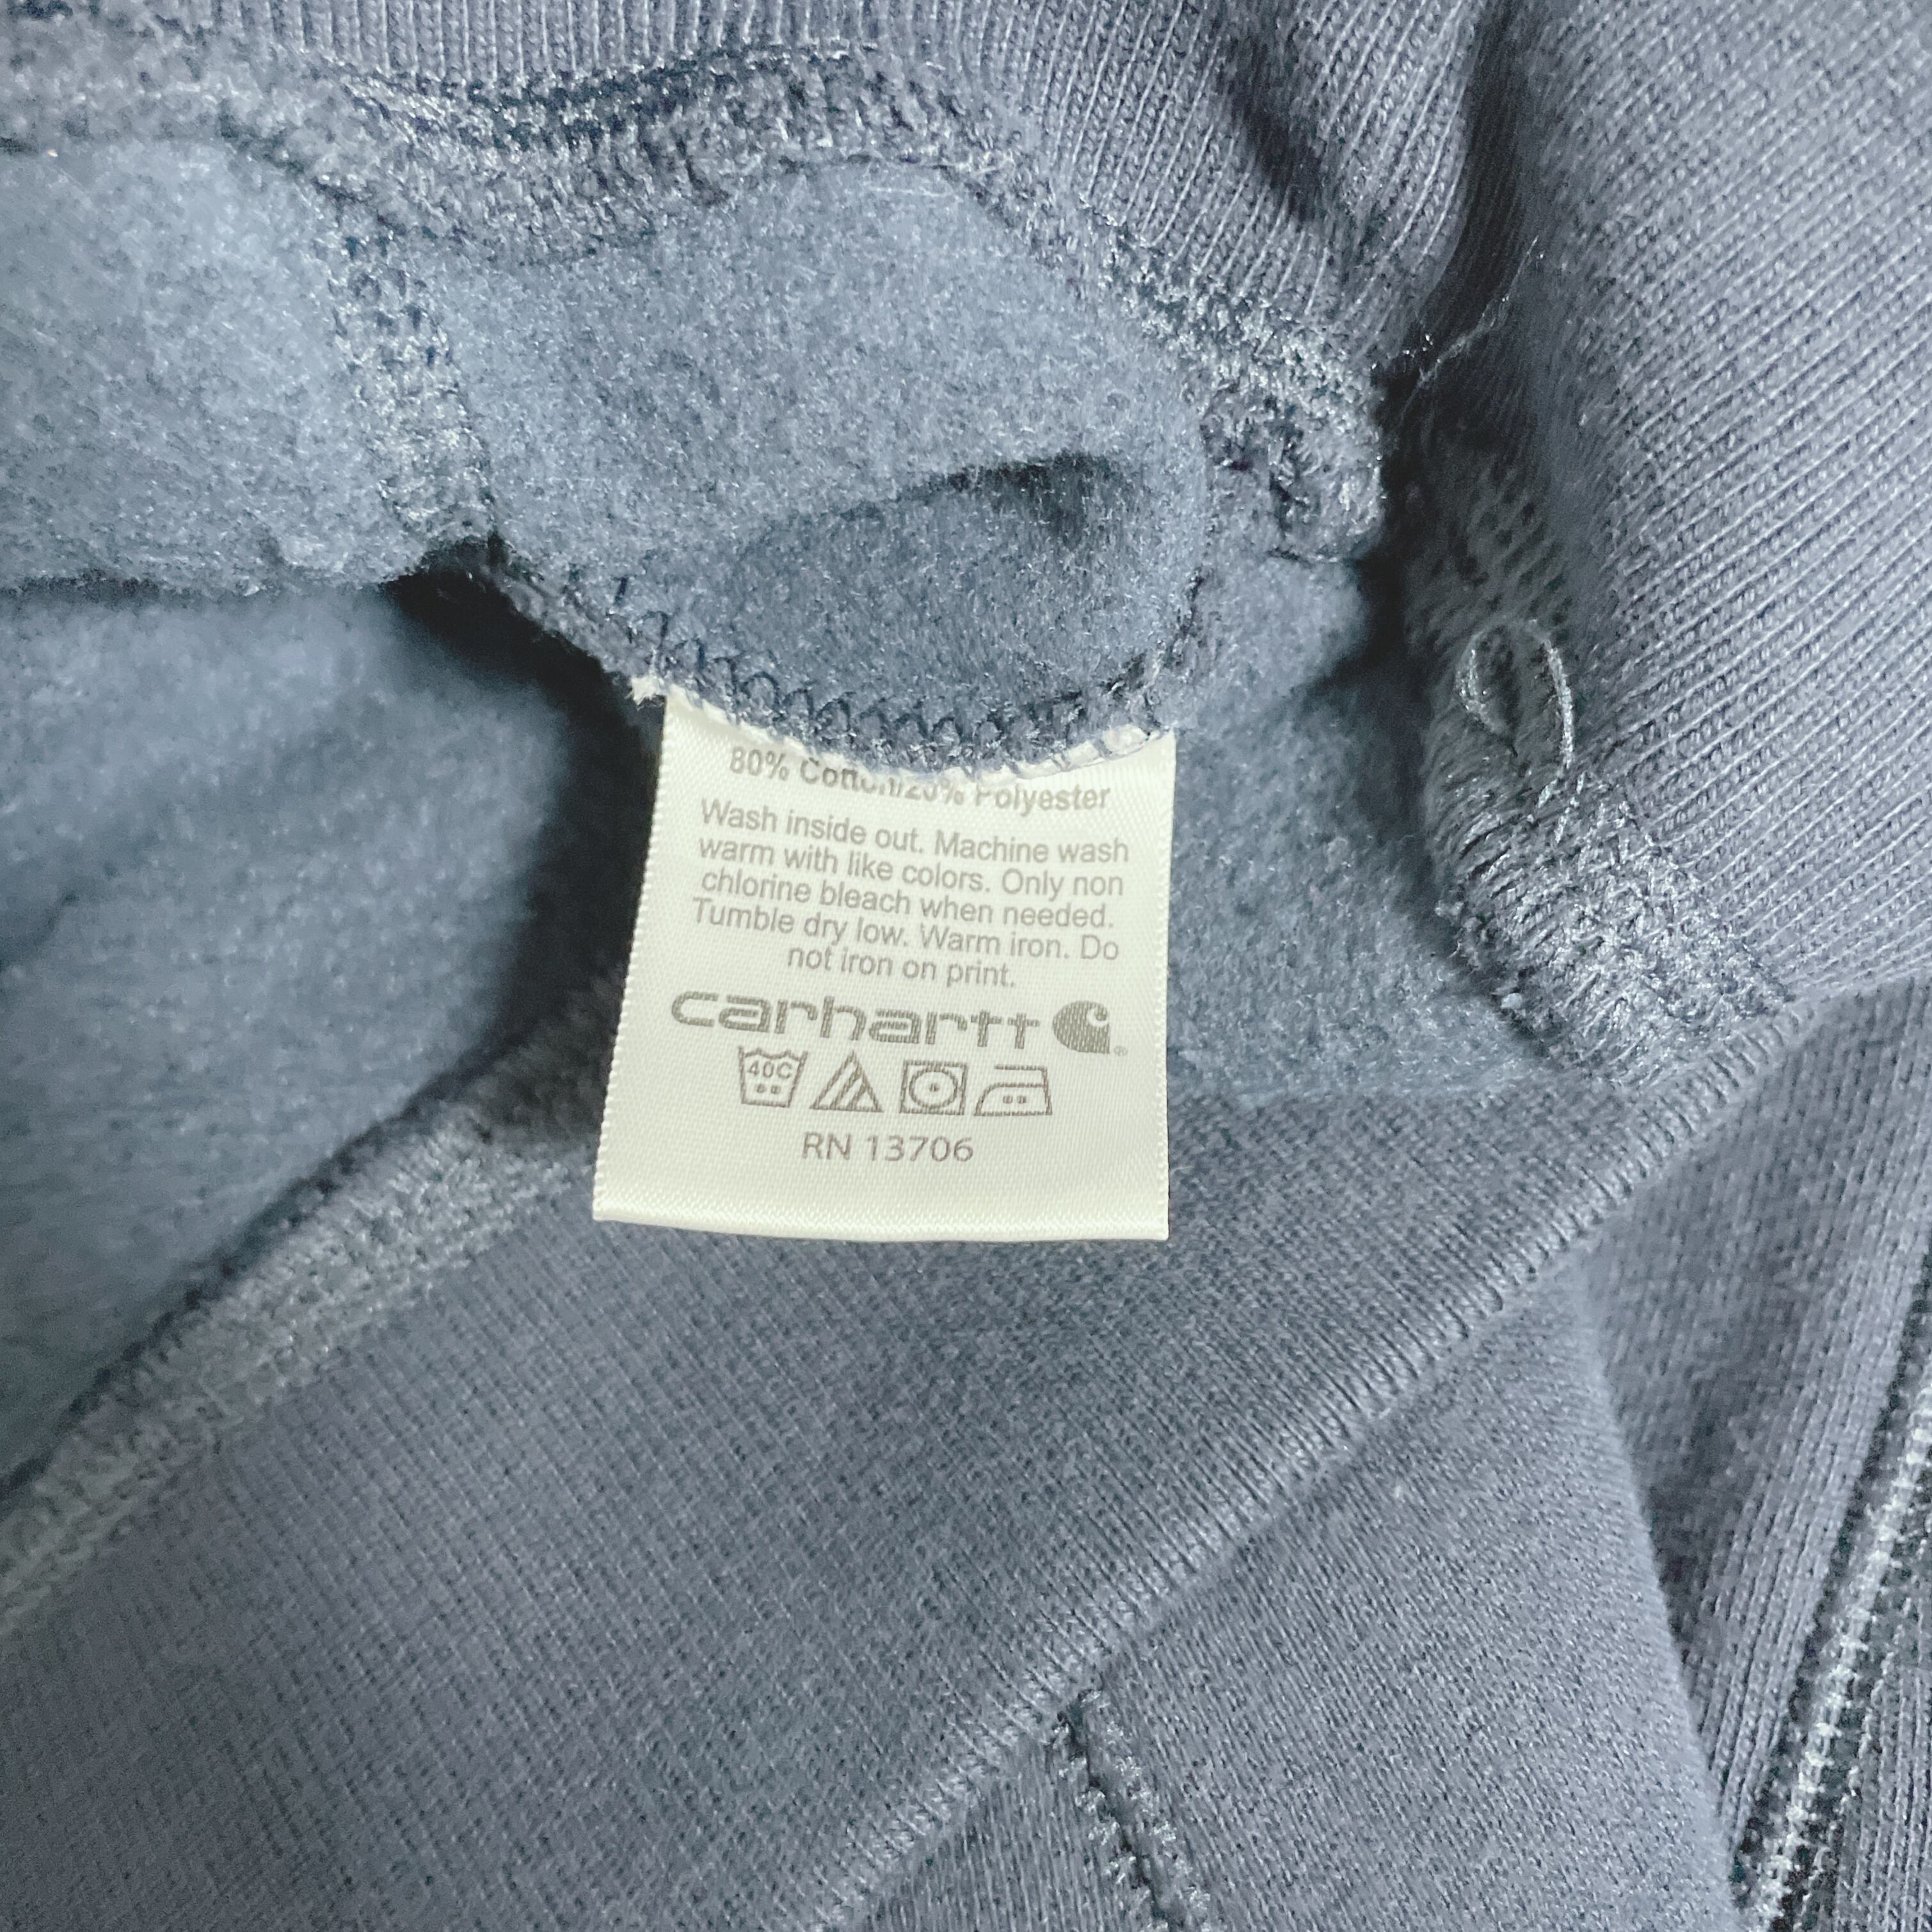 80% Cotton/20% Polyester
Wash inside out. Machine wash
warm with like colors. Only non
chlorine bleach when needed.
Tumble dry low. Warm iron. Do
not iron on print.
carhartt ®
40C
RN 13706